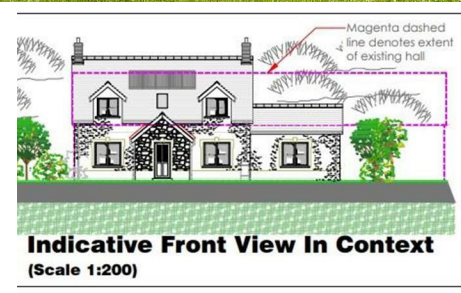 Magenta dashed
line denotes extent
of existing hall
Indicative Front View In Context
(Scale 1:200)